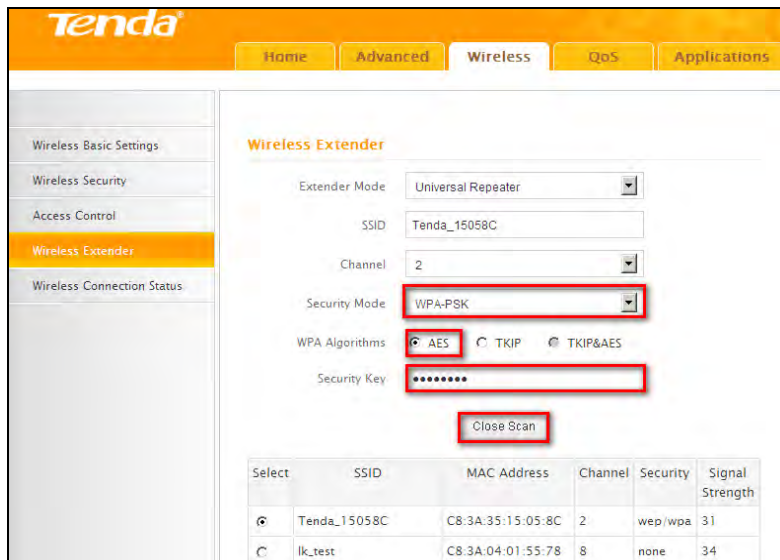 Tenda
Home Advanced Wireless QoS Applications
Wireless Basic Settings
Wireless Security
Access Control
Wireless Extender
Wireless Connection Status
Wireless Extender
Extender Mode Universal Repeater
SSID Tenda_15058C
Channel 2
Security Mode WPA-PSK
WPA Algorithms AES TKIP TKIP&AES
Security Key ••••••••
Close Scan
Select SSID MAC Address Channel Security Signal Strength
Tenda_15058C C8:3A:35:15:05:8C 2 wep/wpa 31
lk_test C8:3A:04:01:55:78 8 none 34